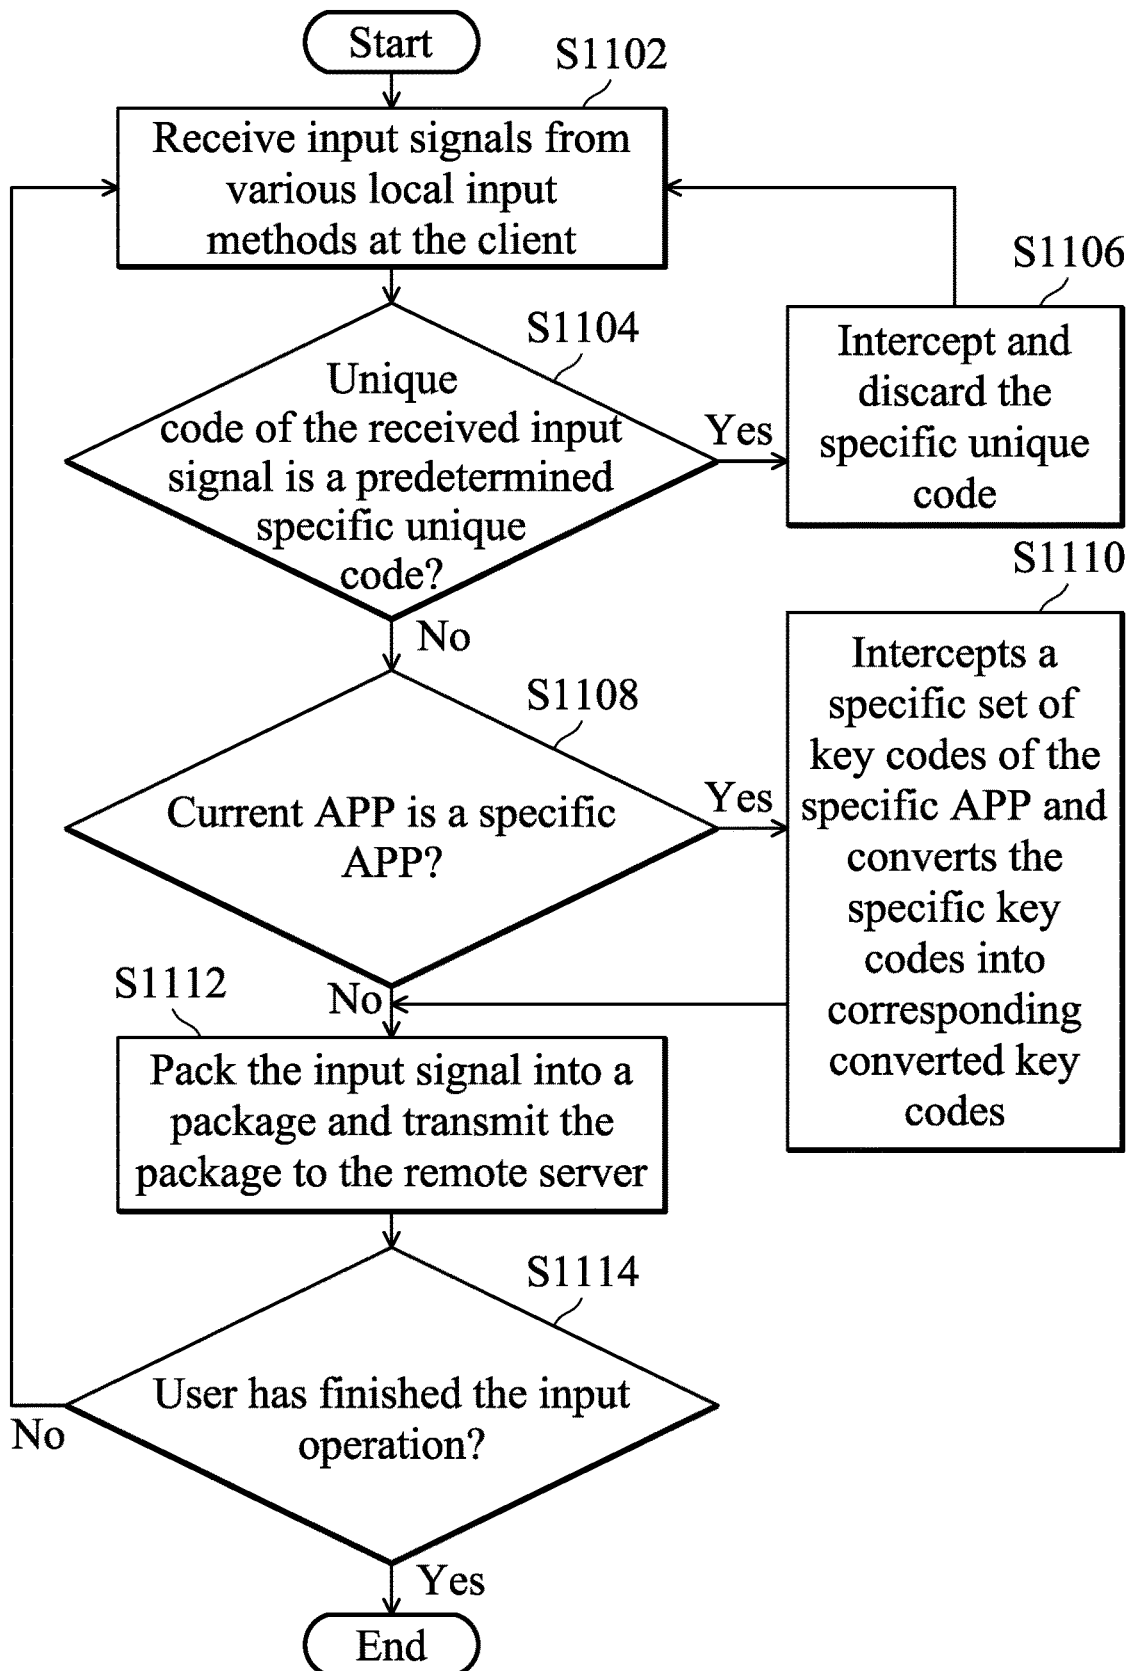 Start
S1102
Receive input signals from
various local input
methods at the client
S1106
Intercept and
discard the
specific unique
code
S1104
Unique
code of the received input
signal is a predetermined
specific unique
code?
Yes
No
S1110
Intercepts a
specific set of
key codes of the
specific APP and
converts the
specific key
codes into
corresponding
converted key
codes
S1108
Current APP is a specific
APP?
Yes
No
S1112
Pack the input signal into a
package and transmit the
package to the remote server
S1114
User has finished the input
operation?
No
Yes
End